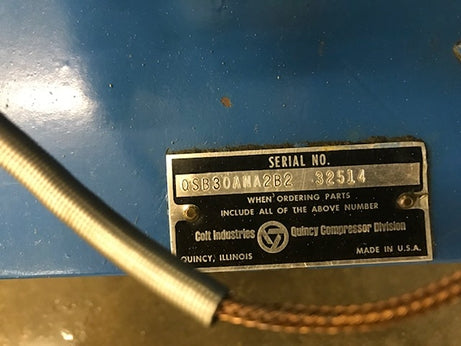 SERIAL NO.
QSB30ANA2B2 32514
WHEN ORDERING PARTS
INCLUDE ALL OF THE ABOVE NUMBER
Colt Industries Quincy Compressor Division
QUINCY, ILLINOIS MADE IN U.S.A.